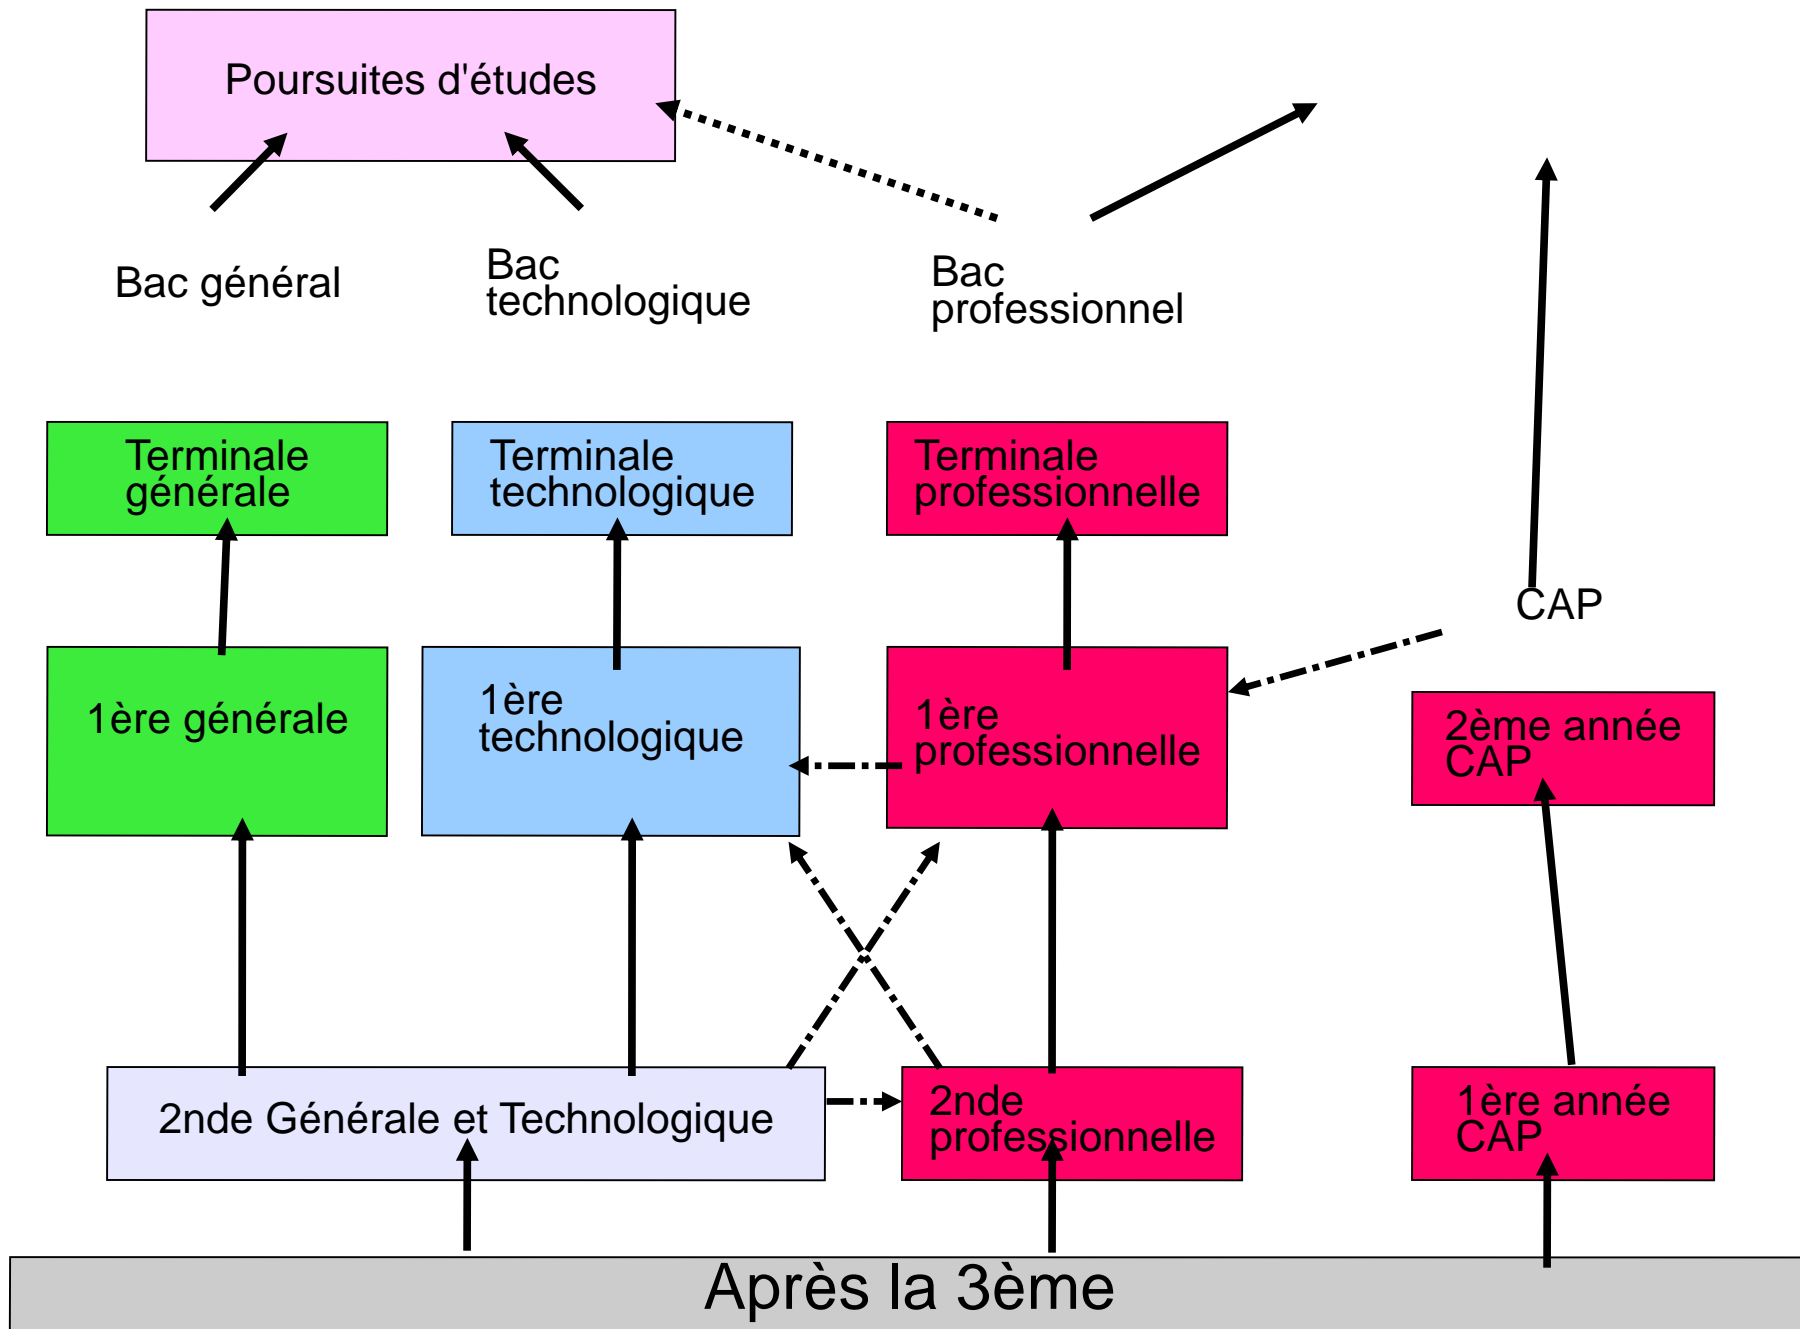 Poursuites d'études
Bac général
Bac
technologique
Bac
professionnel
Terminale
générale
Terminale
technologique
Terminale
professionnelle
CAP
1ère générale
1ère
technologique
1ère
professionnelle
2ème année
CAP
2nde Générale et Technologique
2nde
professionnelle
1ère année
CAP
Après la 3ème